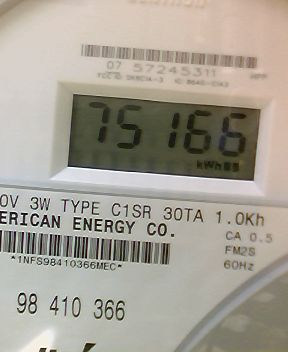 07 57245311
75166
kWh
0V 3W TYPE C1SR 30TA 1.0Kh
ERICAN ENERGY CO.
CA 0.5
FM2S
*1NFS98410366MEC*
60Hz
98 410 366